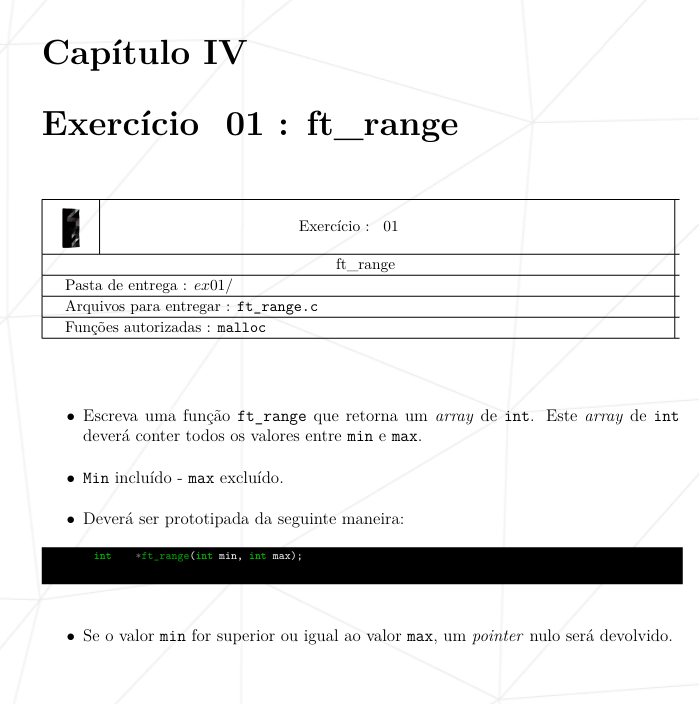 Capítulo IV
Exercício 01 : ft_range
Exercício : 01
ft_range
Pasta de entrega : ex01/
Arquivos para entregar : ft_range.c
Funções autorizadas : malloc
• Escreva uma função ft_range que retorna um array de int. Este array de int
deverá conter todos os valores entre min e max.
• Min incluído - max excluído.
• Deverá ser prototipada da seguinte maneira:
int *ft_range(int min, int max);
• Se o valor min for superior ou igual ao valor max, um pointer nulo será devolvido.